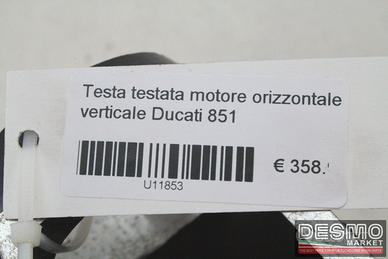 Testa testata motore orizzontale
verticale Ducati 851
€ 358.
U11853
DESMO
MARKET